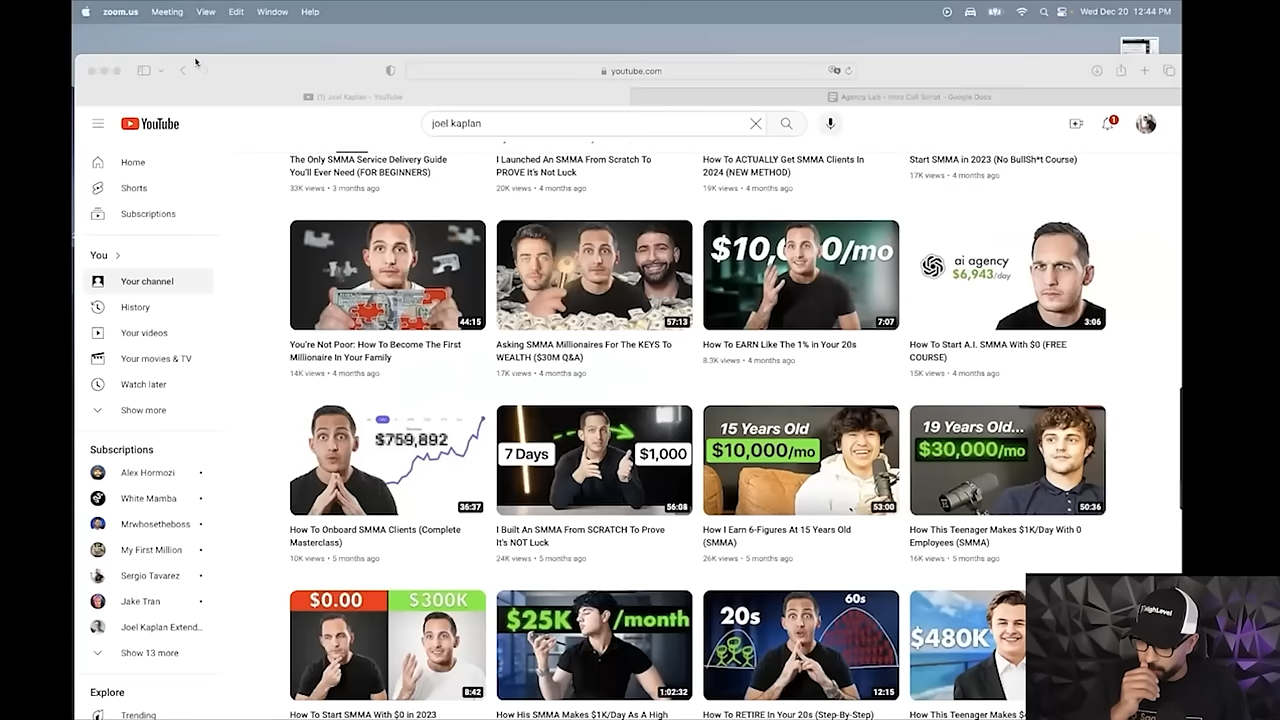 zoom.us Meeting View Edit Window Help
Wed Dec 20 12:44 PM
youtube.com
(1) Joel Kaplan – YouTube
Agency Lab - Intro Call Script - Google Docs
YouTube
joel kaplan
1
Home
Shorts
Subscriptions
You
Your channel
History
Your videos
Your movies & TV
Watch later
Show more
Subscriptions
Alex Hormozi
White Mamba
Mrwhosetheboss
My First Million
Sergio Tavarez
Jake Tran
Joel Kaplan Extend...
Show 13 more
Explore
Trending
The Only SMMA Service Delivery Guide
You'll Ever Need (FOR BEGINNERS)
33K views • 3 months ago
I Launched An SMMA From Scratch To
PROVE It's Not Luck
20K views • 4 months ago
How To ACTUALLY Get SMMA Clients In
2024 (NEW METHOD)
19K views • 4 months ago
Start SMMA in 2023 (No BullSh*t Course)
17K views • 4 months ago
44:15
You're Not Poor: How To Become The First
Millionaire In Your Family
14K views • 4 months ago
57:13
Asking SMMA Millionaires For The KEYS To
WEALTH ($30M Q&A)
17K views • 4 months ago
$10,0 0/mo
7:07
How To EARN Like The 1% in Your 20s
8.3K views • 4 months ago
ai agency
$6,943/day
3:06
How To Start A.I. SMMA With $0 (FREE
COURSE)
15K views • 4 months ago
$759,892
36:37
How To Onboard SMMA Clients (Complete
Masterclass)
10K views • 5 months ago
7 Days
$1,000
56:08
I Built An SMMA From SCRATCH To Prove
It's NOT Luck
24K views • 5 months ago
15 Years Old
$10,000/mo
53:00
How I Earn 6-Figures At 15 Years Old
(SMMA)
26K views • 5 months ago
19 Years Old...
$30,000/mo
50:36
How This Teenager Makes $1K/Day With 0
Employees (SMMA)
16K views • 5 months ago
$0.00
$300K
8:42
How To Start SMMA With $0 in 2023
$25K /month
1:02:32
How His SMMA Makes $1K/Day As A High
20s
60s
12:15
How To RETIRE In Your 20s (Step-By-Step)
$480K
How This Teenager Makes $
HighLevel